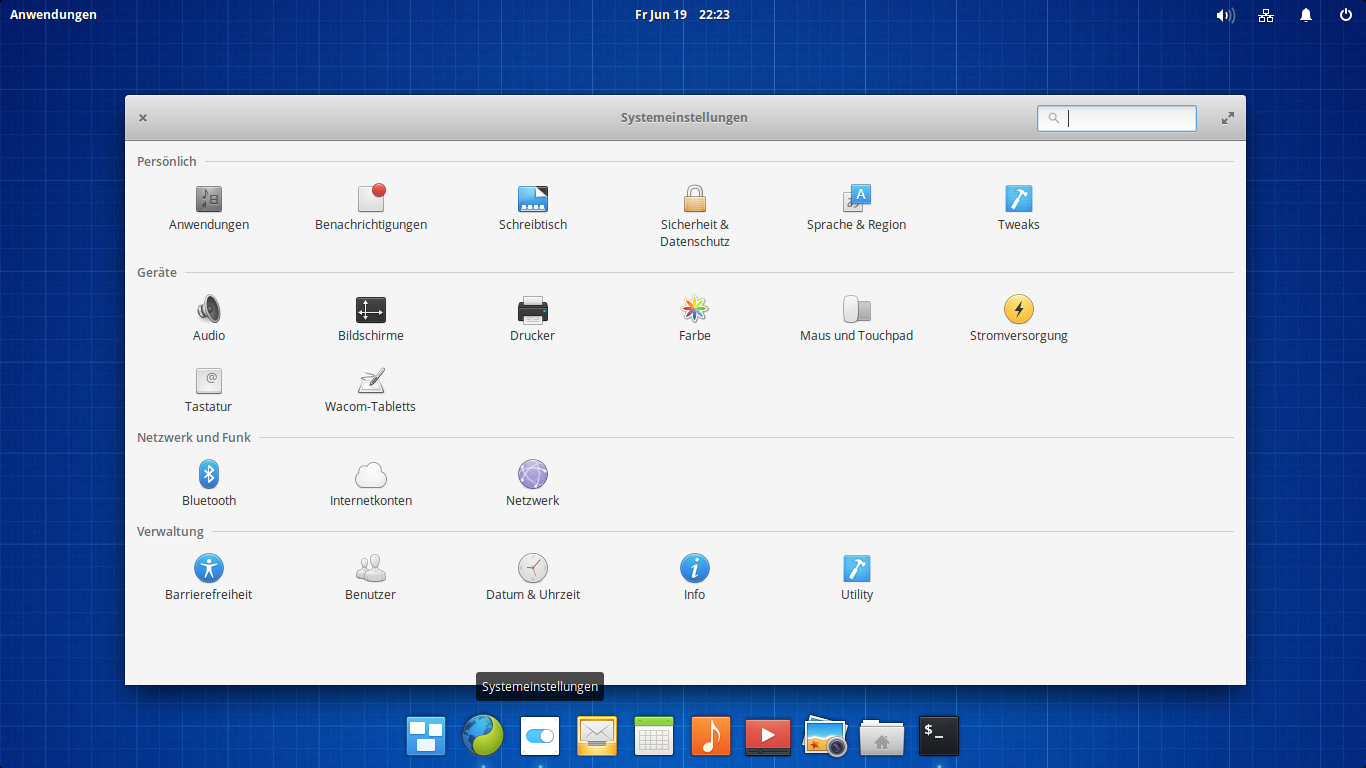 Anwendungen
Fr Jun 19 22:23
Systemeinstellungen
Persönlich
Anwendungen
Benachrichtigungen
Schreibtisch
Sicherheit &
Datenschutz
Sprache & Region
Tweaks
Geräte
Audio
Bildschirme
Drucker
Farbe
Maus und Touchpad
Stromversorgung
Tastatur
Wacom-Tabletts
Netzwerk und Funk
Bluetooth
Internetkonten
Netzwerk
Verwaltung
Barrierefreiheit
Benutzer
Datum & Uhrzeit
Info
Utility
Systemeinstellungen
$_